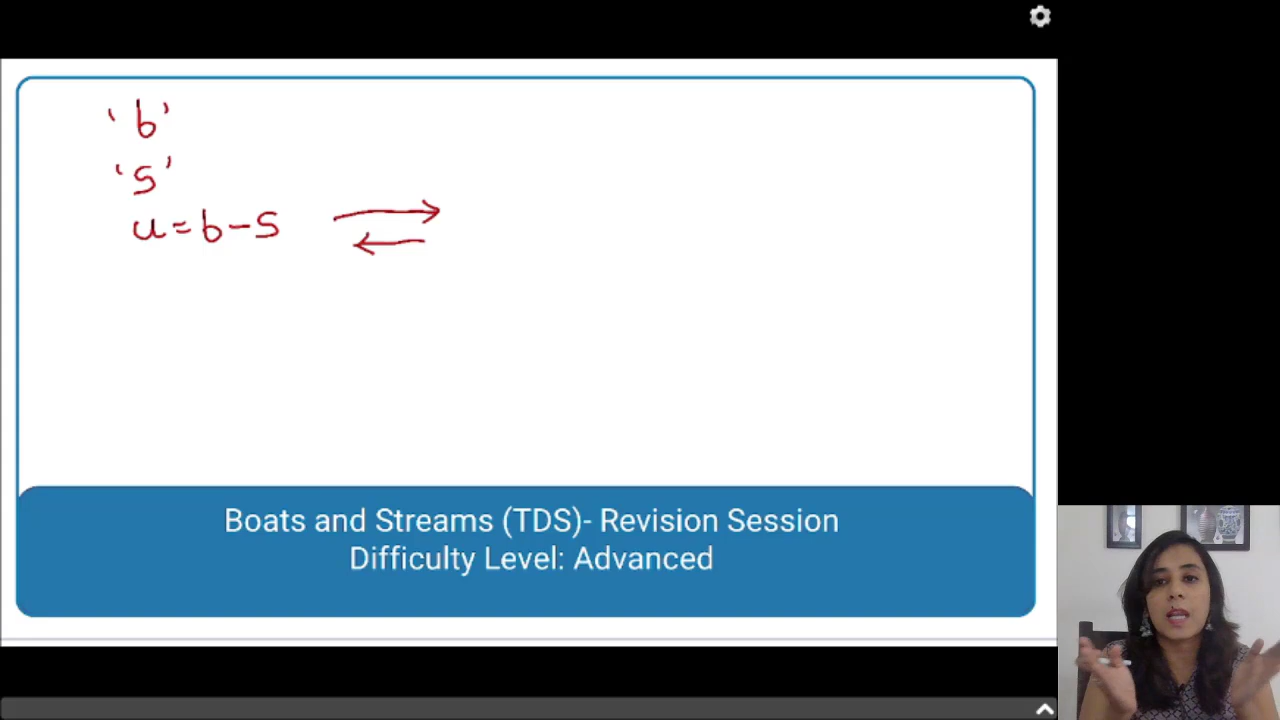 'b'
's'
u=b-s
Boats and Streams (TDS)- Revision Session
Difficulty Level: Advanced